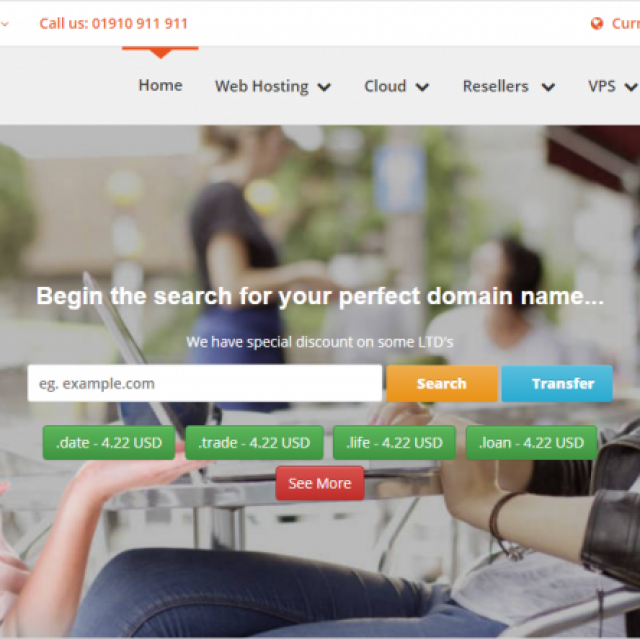 Call us: 01910 911 911
Curr
Home Web Hosting Cloud Resellers VPS
Begin the search for your perfect domain name...
We have special discount on some LTD's
eg. example.com Search Transfer
.date - 4.22 USD .trade - 4.22 USD .life - 4.22 USD .loan - 4.22 USD
See More